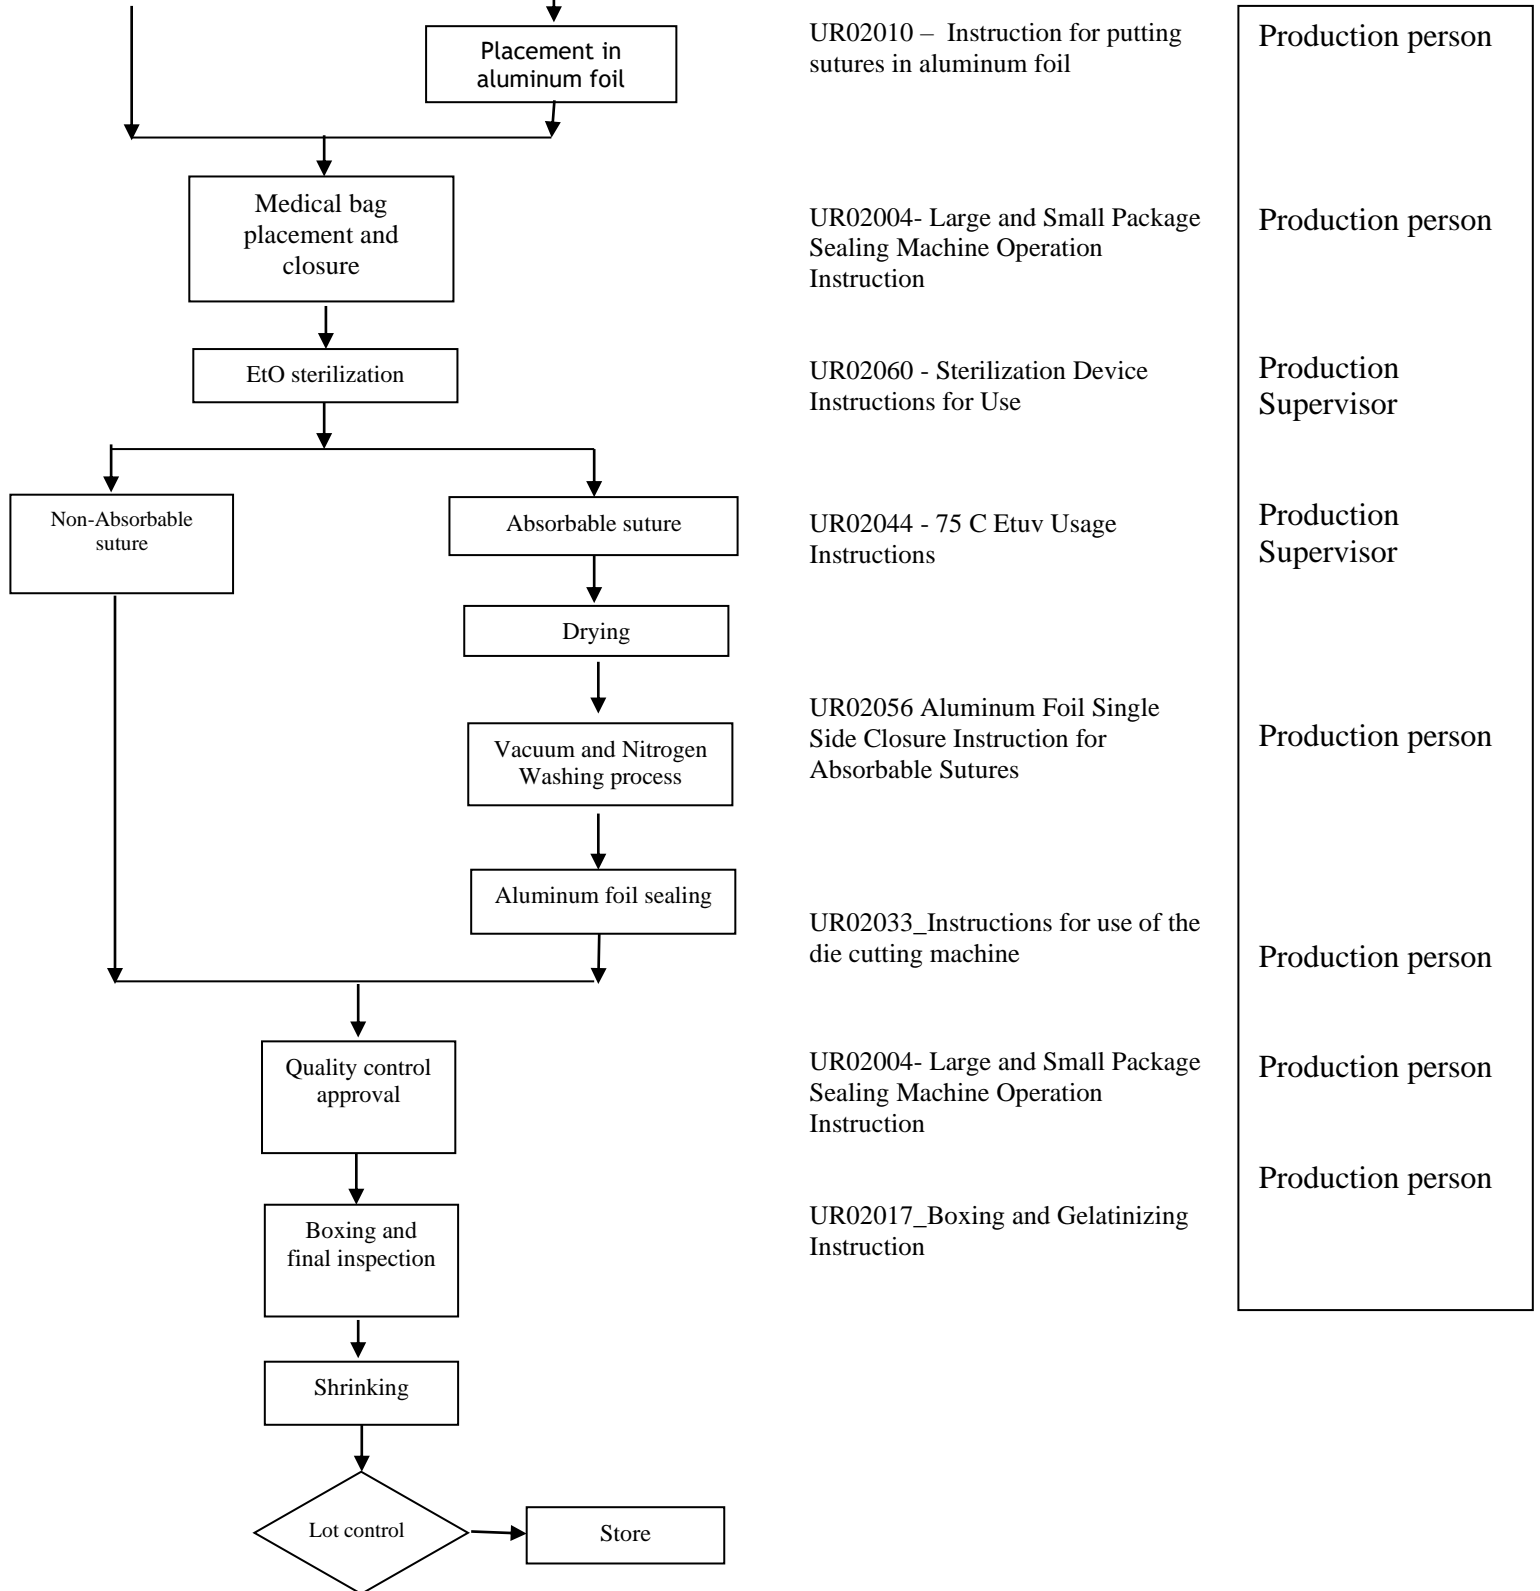 Placement in
aluminum foil
Medical bag
placement and
closure
EtO sterilization
Non-Absorbable
suture
Absorbable suture
Drying
Vacuum and Nitrogen
Washing process
Aluminum foil sealing
Quality control
approval
Boxing and
final inspection
Shrinking
Lot control
Store
UR02010 –  Instruction for putting
sutures in aluminum foil
UR02004- Large and Small Package
Sealing Machine Operation
Instruction
UR02060 - Sterilization Device
Instructions for Use
UR02044 - 75 C Etuv Usage
Instructions
UR02056 Aluminum Foil Single
Side Closure Instruction for
Absorbable Sutures
UR02033_Instructions for use of the
die cutting machine
UR02004- Large and Small Package
Sealing Machine Operation
Instruction
UR02017_Boxing and Gelatinizing
Instruction
Production person
Production person
Production
Supervisor
Production
Supervisor
Production person
Production person
Production person
Production person